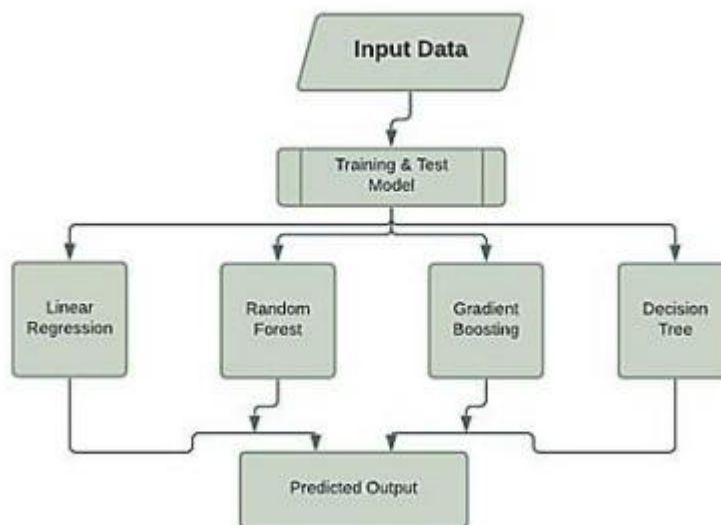 Input Data
Training & Test
Model
Linear
Regression
Random
Forest
Gradient
Boosting
Decision
Tree
Predicted Output